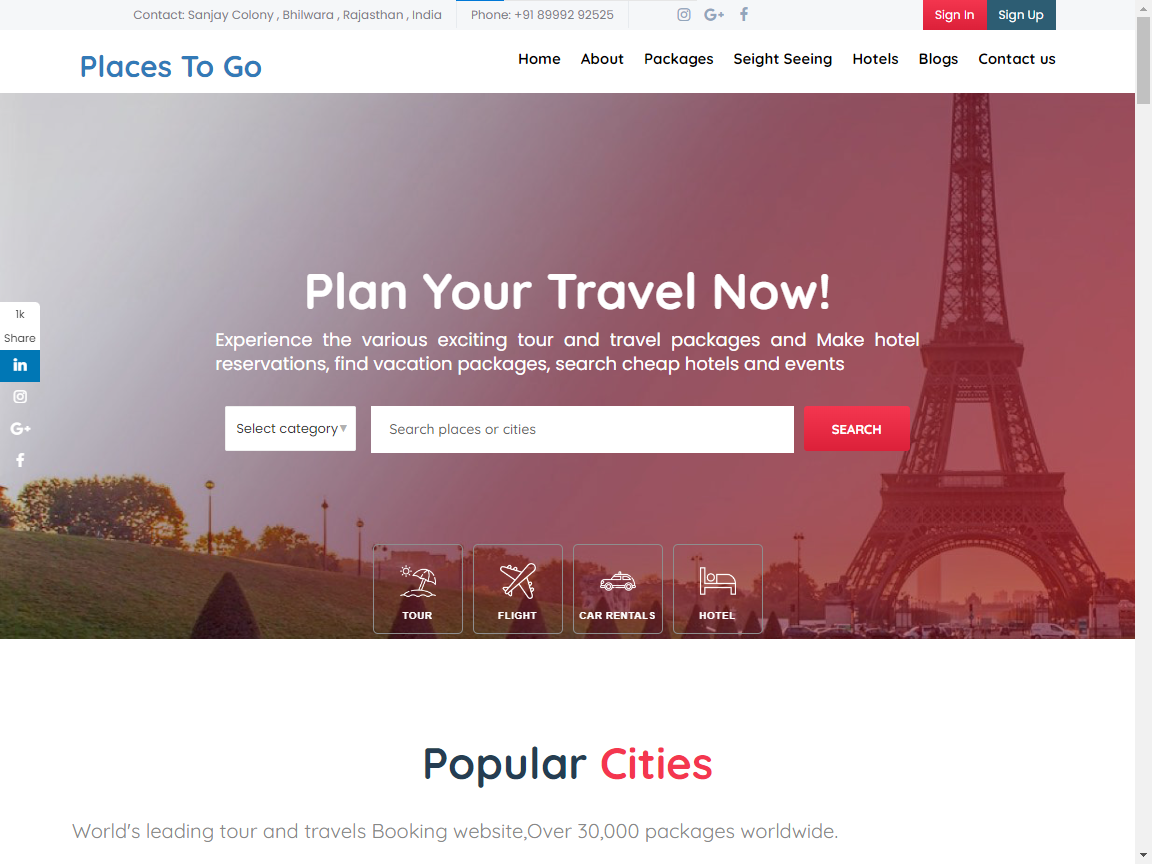 Contact: Sanjay Colony , Bhilwara , Rajasthan , India
Phone: +91 89992 92525
Sign In
Sign Up
Places To Go
Home
About
Packages
Seight Seeing
Hotels
Blogs
Contact us
Plan Your Travel Now!
Experience the various exciting tour and travel packages and Make hotel
reservations, find vacation packages, search cheap hotels and events
1k
Share
Select category
Search places or cities
SEARCH
TOUR
FLIGHT
CAR RENTALS
HOTEL
Popular Cities
World's leading tour and travels Booking website,Over 30,000 packages worldwide.